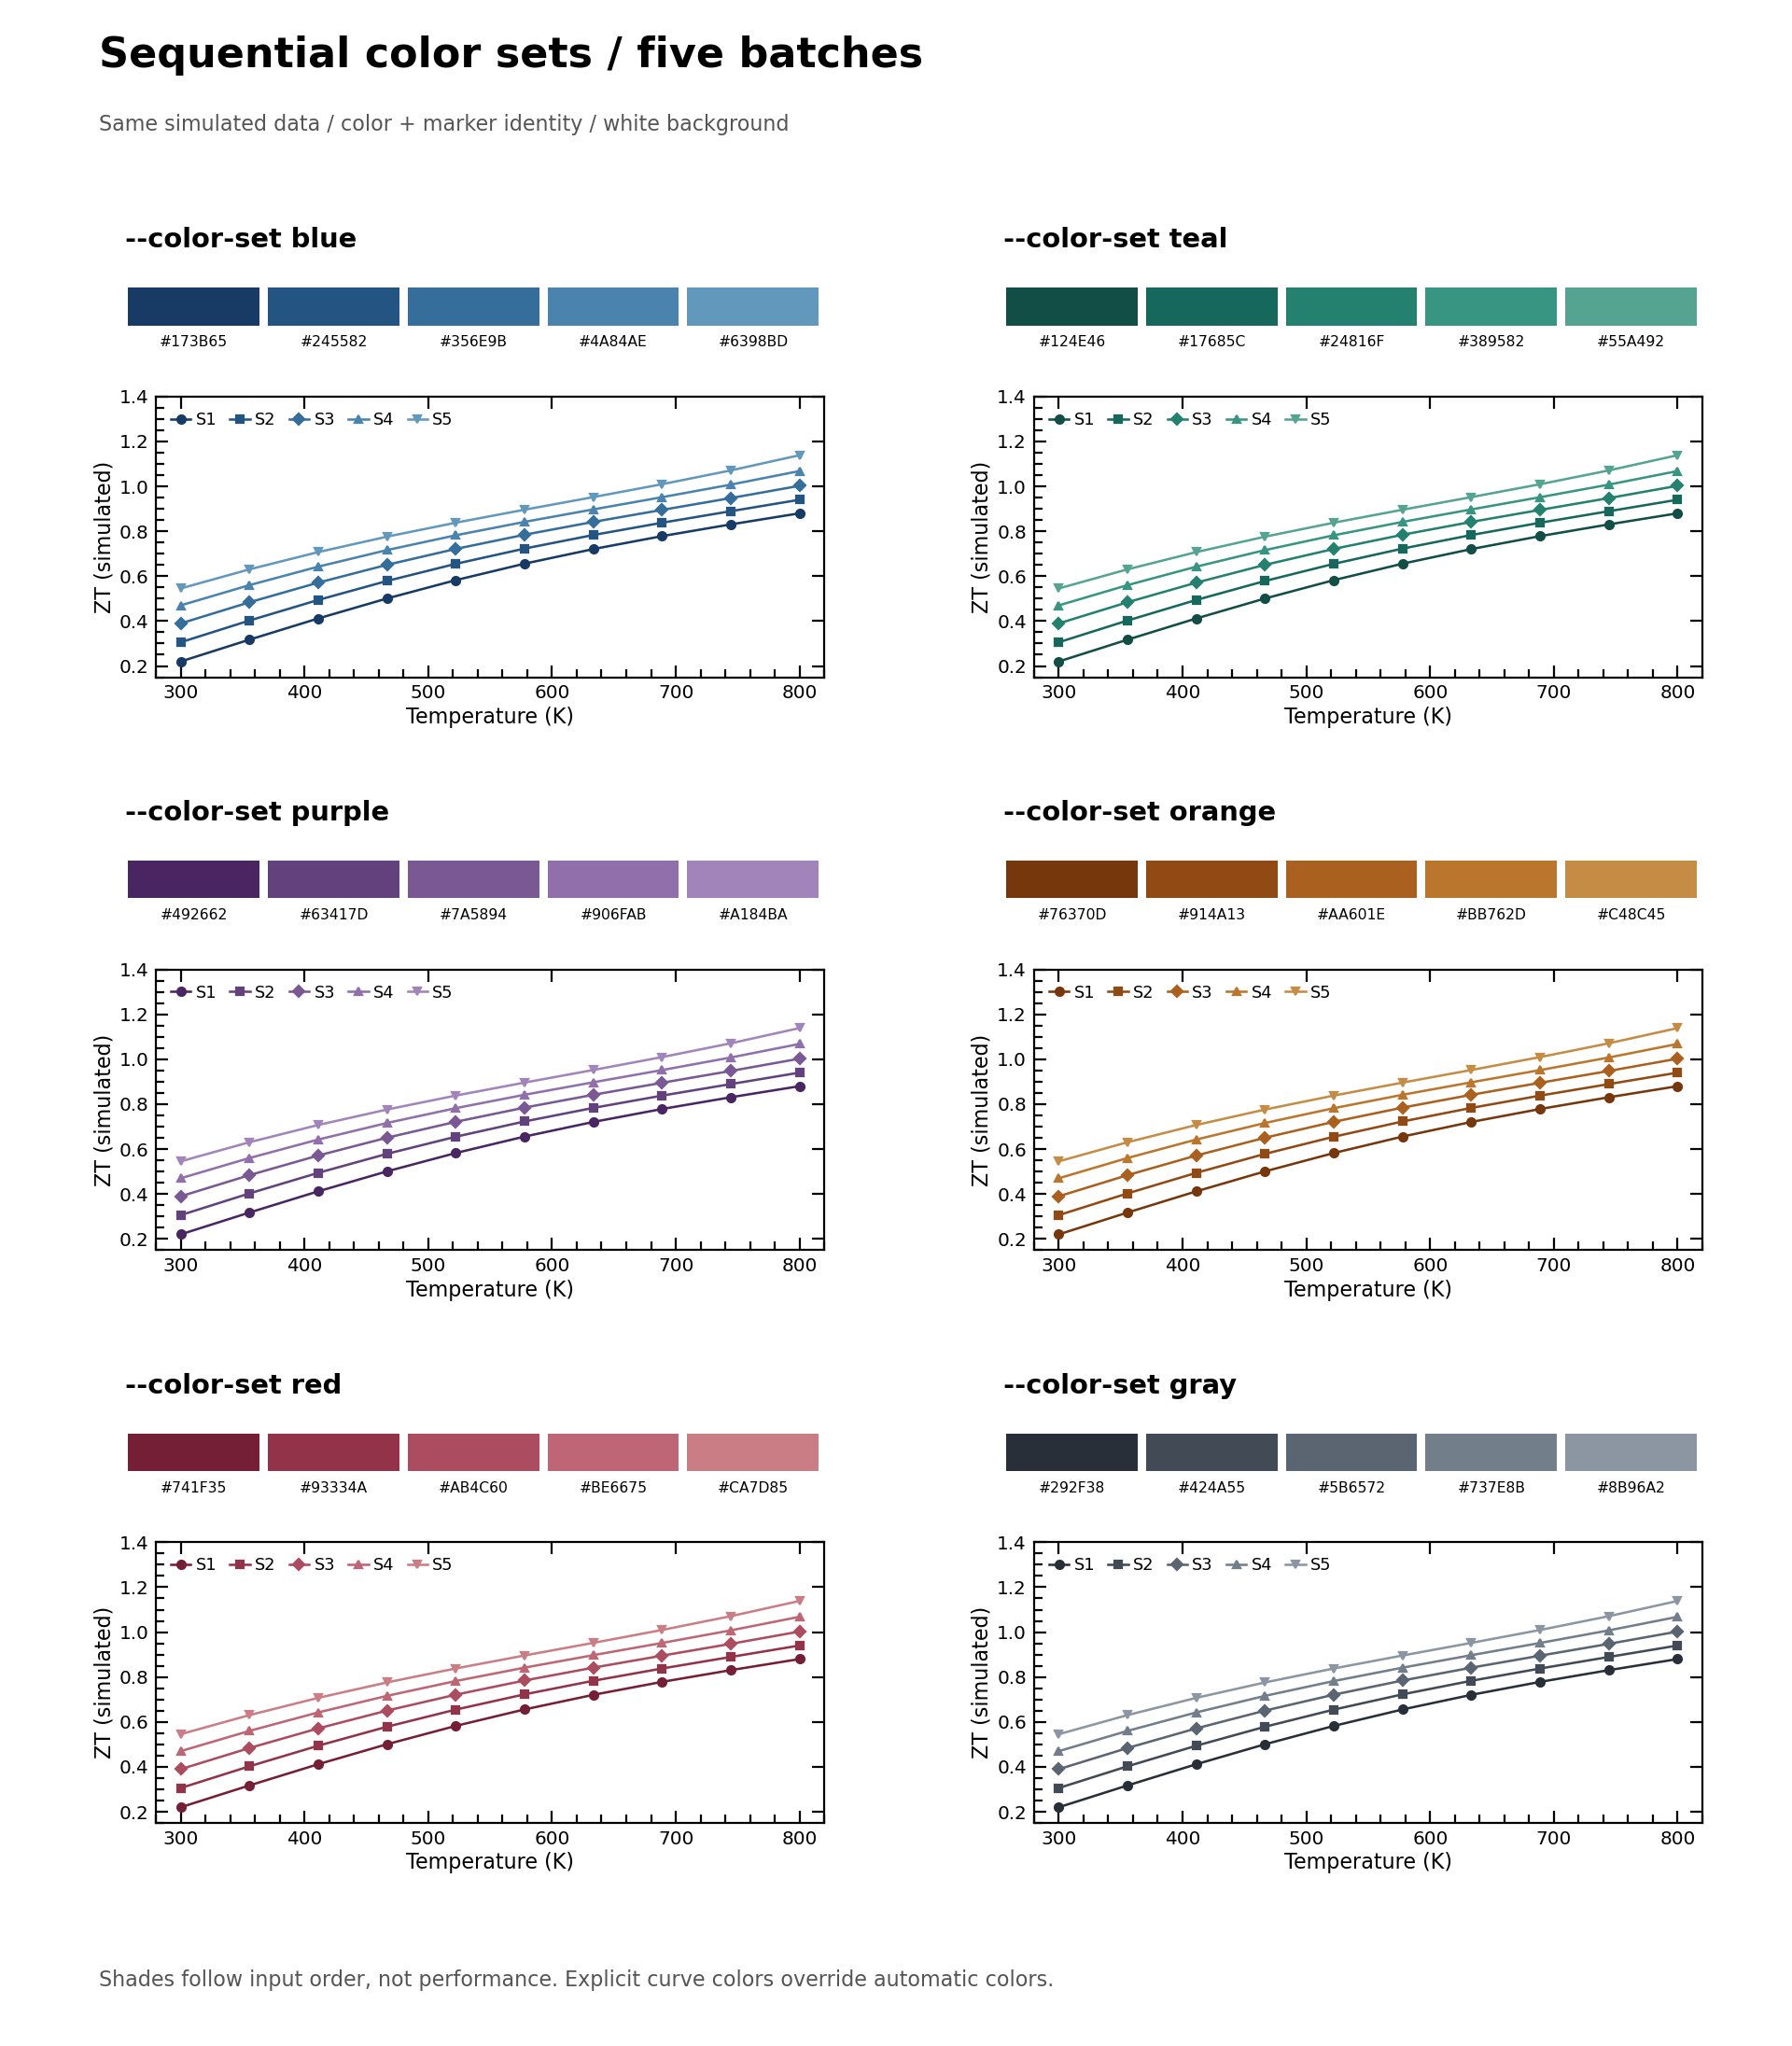 Sequential color sets / five batches
Same simulated data / color + marker identity / white background
--color-set blue
#173B65 #245582 #356E9B #4A84AE #6398BD
S1 S2 S3 S4 S5
1.4
1.2
1.0
0.8
0.6
0.4
0.2
ZT (simulated)
300 400 500 600 700 800
Temperature (K)
--color-set teal
#124E46 #17685C #24816F #389582 #55A492
S1 S2 S3 S4 S5
1.4
1.2
1.0
0.8
0.6
0.4
0.2
ZT (simulated)
300 400 500 600 700 800
Temperature (K)
--color-set purple
#492662 #63417D #7A5894 #906FAB #A184BA
S1 S2 S3 S4 S5
1.4
1.2
1.0
0.8
0.6
0.4
0.2
ZT (simulated)
300 400 500 600 700 800
Temperature (K)
--color-set orange
#76370D #914A13 #AA601E #BB762D #C48C45
S1 S2 S3 S4 S5
1.4
1.2
1.0
0.8
0.6
0.4
0.2
ZT (simulated)
300 400 500 600 700 800
Temperature (K)
--color-set red
#741F35 #93334A #AB4C60 #BE6675 #CA7D85
S1 S2 S3 S4 S5
1.4
1.2
1.0
0.8
0.6
0.4
0.2
ZT (simulated)
300 400 500 600 700 800
Temperature (K)
--color-set gray
#292F38 #424A55 #5B6572 #737E8B #8B96A2
S1 S2 S3 S4 S5
1.4
1.2
1.0
0.8
0.6
0.4
0.2
ZT (simulated)
300 400 500 600 700 800
Temperature (K)
Shades follow input order, not performance. Explicit curve colors override automatic colors.